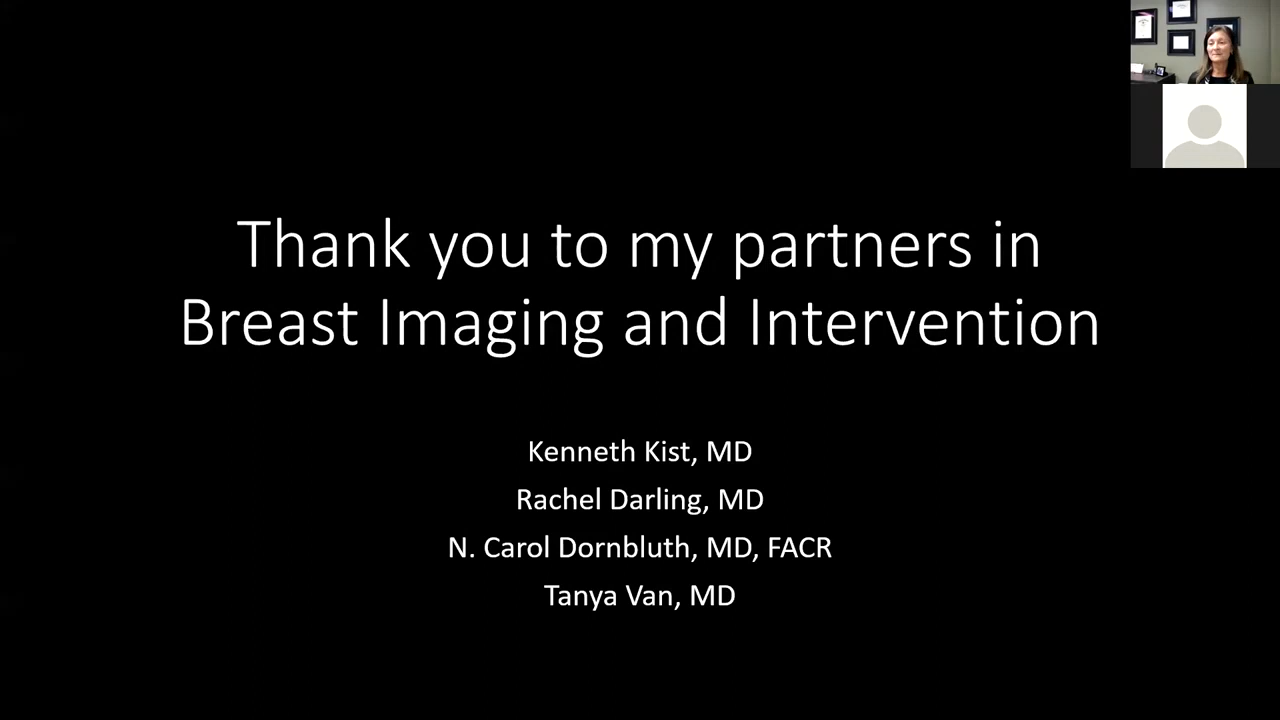 Thank you to my partners in
Breast Imaging and Intervention
Kenneth Kist, MD
Rachel Darling, MD
N. Carol Dornbluth, MD, FACR
Tanya Van, MD